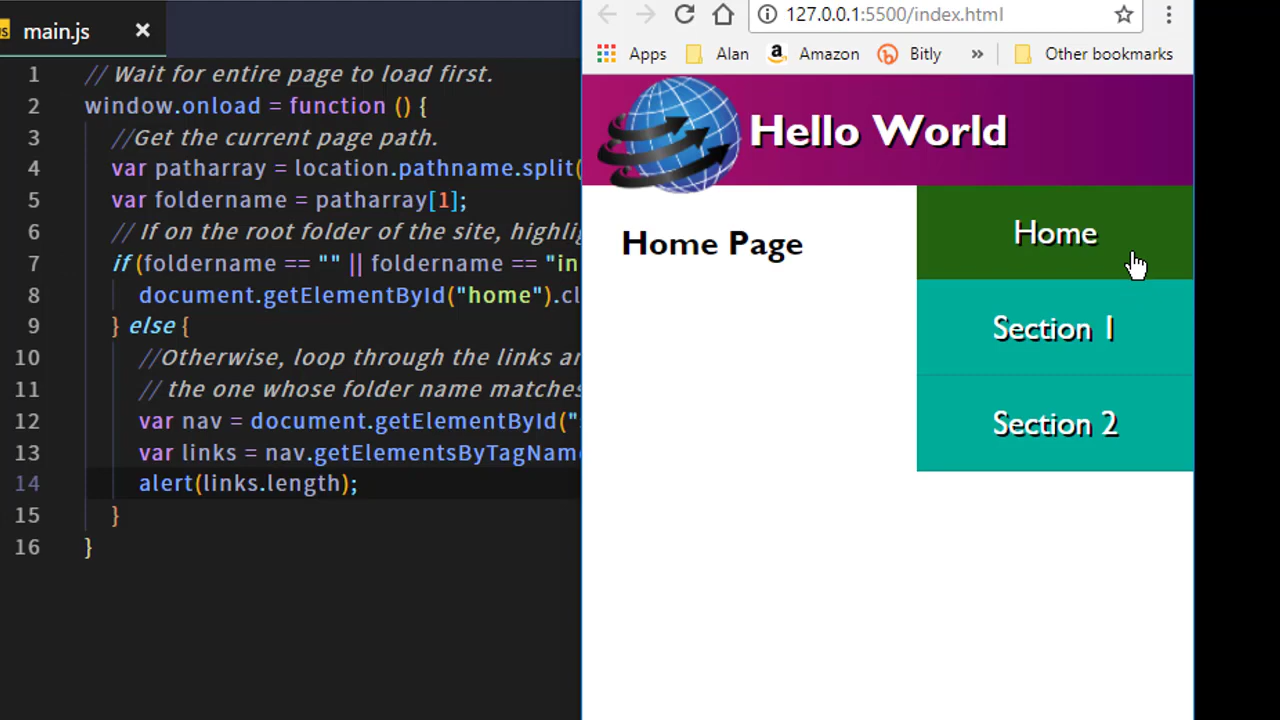 JS main.js ×
1 // Wait for entire page to load first.
2 window.onload = function () {
3 //Get the current page path.
4 var patharray = location.pathname.split(
5 var foldername = patharray[1];
6 // If on the root folder of the site, highlig
7 if (foldername == "" || foldername == "in
8 document.getElementById("home").cl
9 } else {
10 //Otherwise, loop through the links an
11 // the one whose folder name matches
12 var nav = document.getElementById("
13 var links = nav.getElementsByTagName
14 alert(links.length);
15 }
16 }
127.0.0.1:5500/index.html
Apps Alan Amazon Bitly » Other bookmarks
Hello World
Home Page
Home
Section 1
Section 2